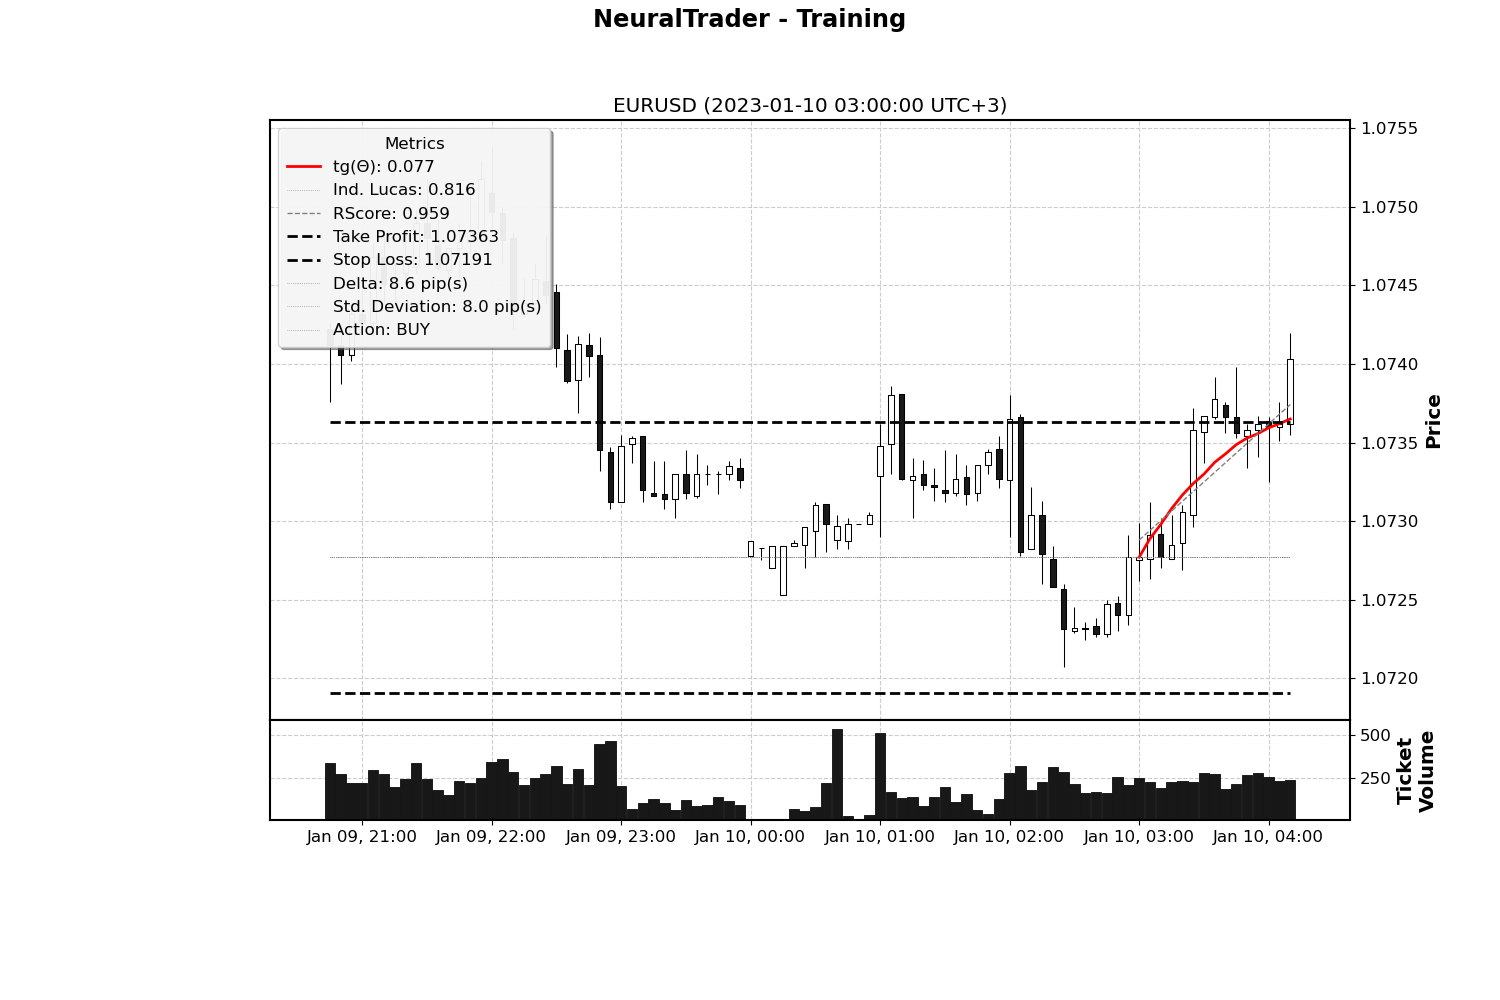 NeuralTrader - Training
EURUSD (2023-01-10 03:00:00 UTC+3)
Metrics
tg(Θ): 0.077
Ind. Lucas: 0.816
RScore: 0.959
Take Profit: 1.07363
Stop Loss: 1.07191
Delta: 8.6 pip(s)
Std. Deviation: 8.0 pip(s)
Action: BUY
1.0755
1.0750
1.0745
1.0740
1.0735
1.0730
1.0725
1.0720
Price
500
250
Ticket
Volume
Jan 09, 21:00
Jan 09, 22:00
Jan 09, 23:00
Jan 10, 00:00
Jan 10, 01:00
Jan 10, 02:00
Jan 10, 03:00
Jan 10, 04:00